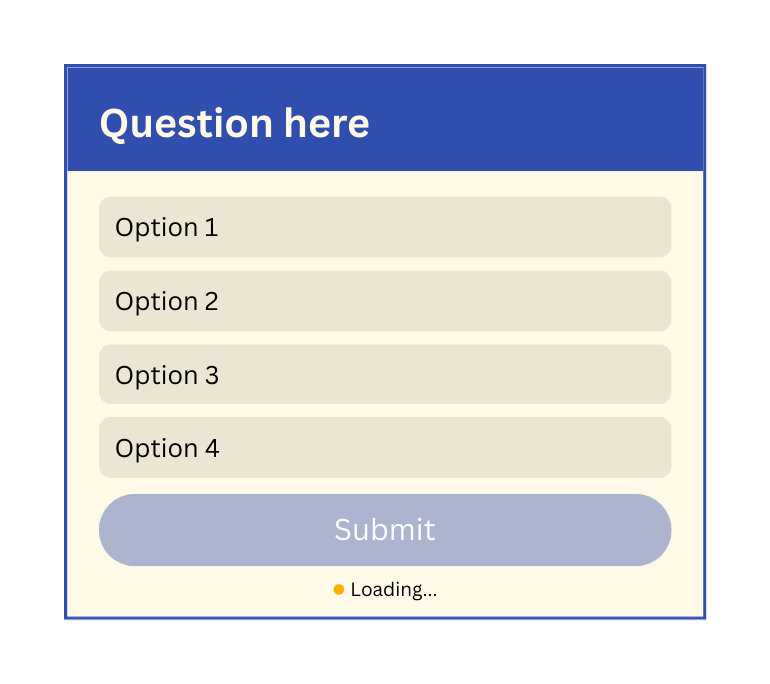 Question here
Option 1
Option 2
Option 3
Option 4
Submit
Loading...